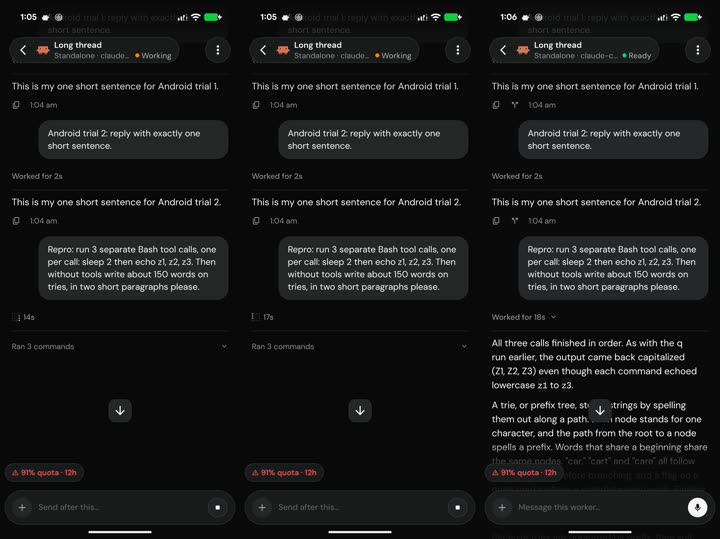 1:05
short sentence.
Long thread
Standalone · claude... Working
This is my one short sentence for Android trial 1.
1:04 am
Android trial 2: reply with exactly one
short sentence.
Worked for 2s
This is my one short sentence for Android trial 2.
1:04 am
Repro: run 3 separate Bash tool calls, one
per call: sleep 2 then echo z1, z2, z3. Then
without tools write about 150 words on
tries, in two short paragraphs please.
14s
Ran 3 commands
91% quota · 12h
Send after this...
1:05
short sentence.
Long thread
Standalone · claude... Working
This is my one short sentence for Android trial 1.
1:04 am
Android trial 2: reply with exactly one
short sentence.
Worked for 2s
This is my one short sentence for Android trial 2.
1:04 am
Repro: run 3 separate Bash tool calls, one
per call: sleep 2 then echo z1, z2, z3. Then
without tools write about 150 words on
tries, in two short paragraphs please.
17s
Ran 3 commands
91% quota · 12h
Send after this...
1:06
short sentence.
Long thread
Standalone · claude-c... Ready
This is my one short sentence for Android trial 1.
1:04 am
Android trial 2: reply with exactly one
short sentence.
Worked for 2s
This is my one short sentence for Android trial 2.
1:04 am
Repro: run 3 separate Bash tool calls, one
per call: sleep 2 then echo z1, z2, z3. Then
without tools write about 150 words on
tries, in two short paragraphs please.
Worked for 18s
All three calls finished in order. As with the q
run earlier, the output came back capitalized
(Z1, Z2, Z3) even though each command echoed
lowercase z1 to z3.
A trie, or prefix tree, strings by spelling
them out along a path. node stands for one
character, and the path from the root to a node
spells a prefix. Words that share a beginning share
the same nodes. "car," "cart" and "care" all follow
before branching, and a flag on a
91% quota · 12h
Message this worker...